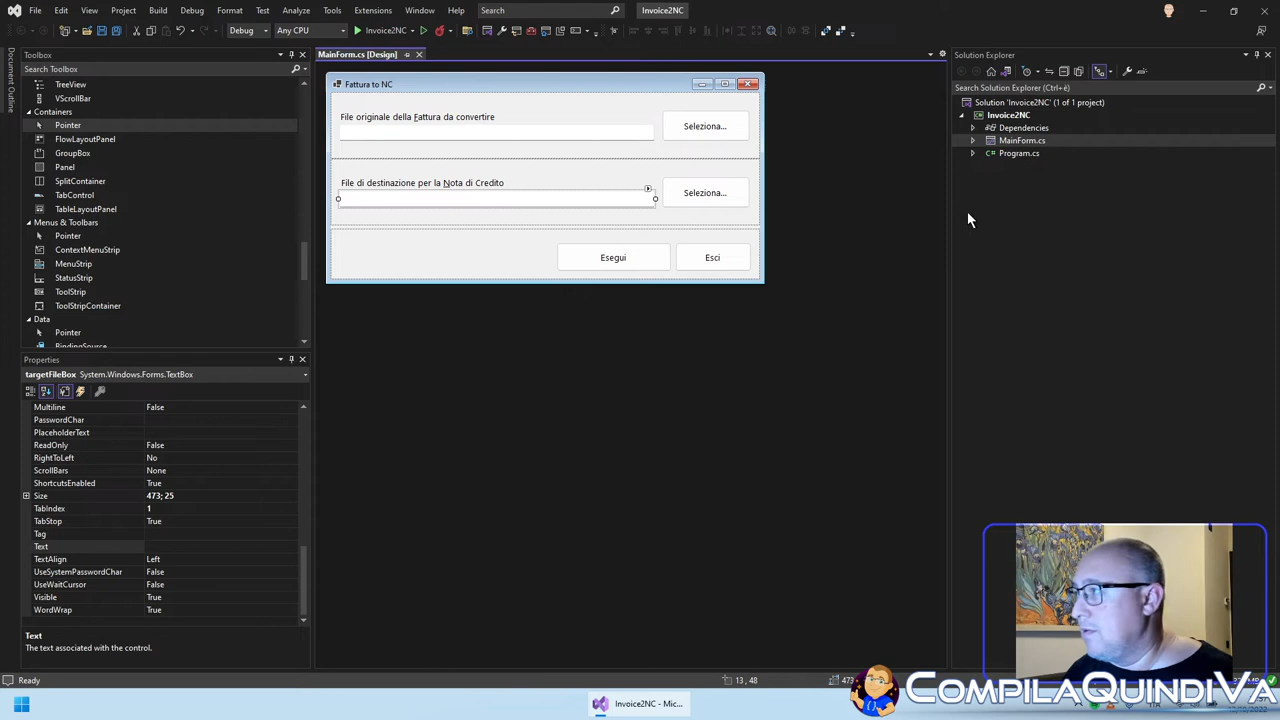 File Edit View Git Project Build Debug Format Test Analyze Tools Extensions Window Help Search Invoice2NC
Debug Any CPU Invoice2NC
Document Outline
Toolbox
Search Toolbox
TreeView
VScrollBar
Containers
Pointer
FlowLayoutPanel
GroupBox
Panel
SplitContainer
TabControl
TableLayoutPanel
Menus & Toolbars
Pointer
ContextMenuStrip
MenuStrip
StatusStrip
ToolStrip
ToolStripContainer
Data
Pointer
BindingSource
Properties
targetFileBox System.Windows.Forms.TextBox
Multiline False
PasswordChar
PlaceholderText
ReadOnly False
RightToLeft No
ScrollBars None
ShortcutsEnabled True
Size 473; 25
TabIndex 1
TabStop True
Tag
Text
TextAlign Left
UseSystemPasswordChar False
UseWaitCursor False
Visible True
WordWrap True
Text
The text associated with the control.
MainForm.cs [Design]
Fattura to NC
File originale della Fattura da convertire
Seleziona...
File di destinazione per la Nota di Credito
Seleziona...
Esegui Esci
Solution Explorer
Search Solution Explorer (Ctrl+è)
Solution 'Invoice2NC' (1 of 1 project)
Invoice2NC
Dependencies
MainForm.cs
Program.cs
Ready 13, 48
Invoice2NC - Mic...
CompilaQuindiVa